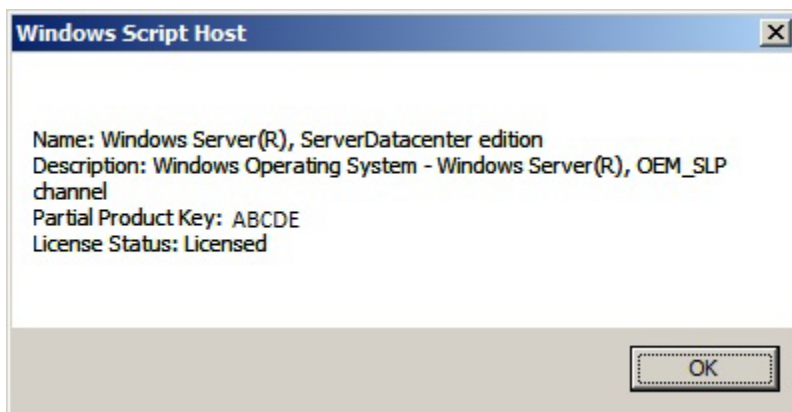 Windows Script Host
Name: Windows Server(R), ServerDatacenter edition
Description: Windows Operating System - Windows Server(R), OEM_SLP
channel
Partial Product Key: ABCDE
License Status: Licensed
OK